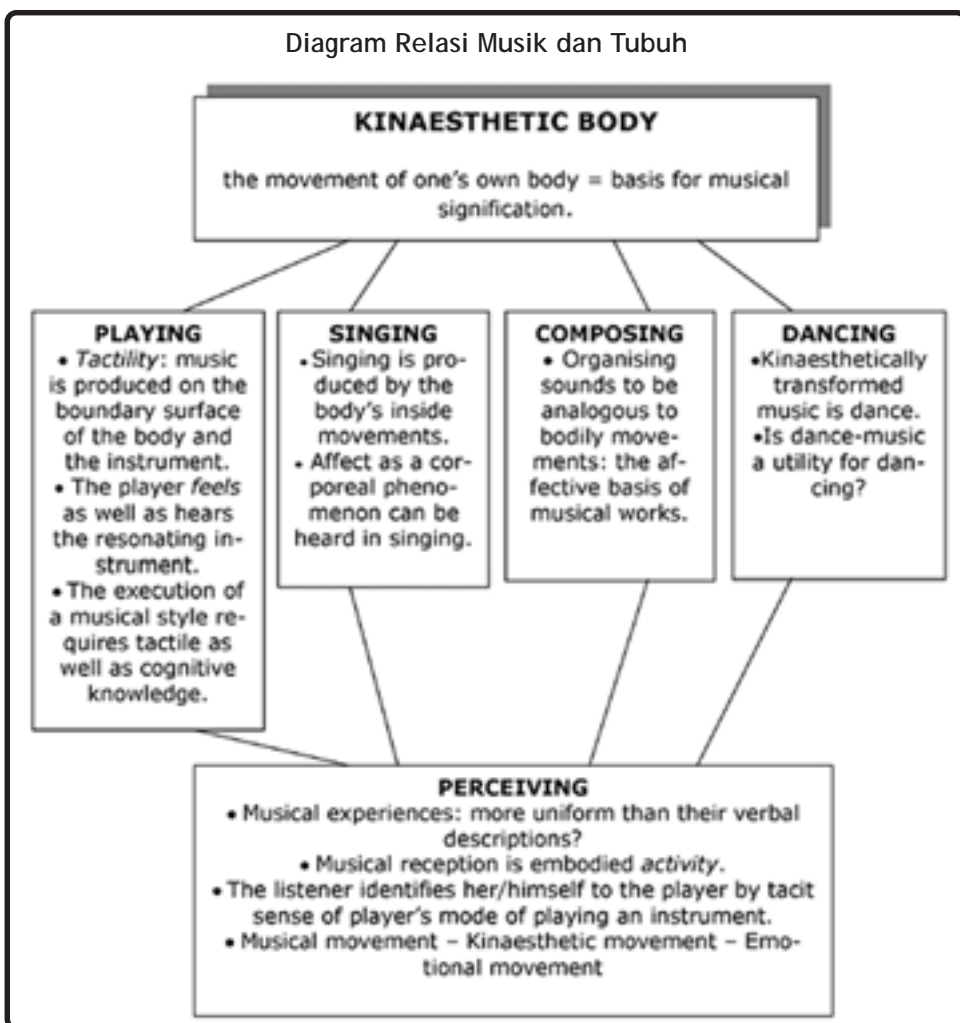 Diagram Relasi Musik dan Tubuh
KINAESTHETIC BODY
the movement of one's own body = basis for musical
signification.
PLAYING
• Tactility: music
is produced on the
boundary surface
of the body and
the instrument.
• The player feels
as well as hears
the resonating in-
strument.
• The execution of
a musical style re-
quires tactile as
well as cognitive
knowledge.
SINGING
• Singing is pro-
duced by the
body's inside
movements.
• Affect as a cor-
poreal pheno-
menon can be
heard in singing.
COMPOSING
• Organising
sounds to be
analogous to
bodily move-
ments: the af-
fective basis of
musical works.
DANCING
•Kinaesthetically
transformed
music is dance.
•Is dance-music
a utility for dan-
cing?
PERCEIVING
• Musical experiences: more uniform than their verbal
descriptions?
• Musical reception is embodied activity.
• The listener identifies her/himself to the player by tacit
sense of player's mode of playing an instrument.
• Musical movement – Kinaesthetic movement – Emo-
tional movement